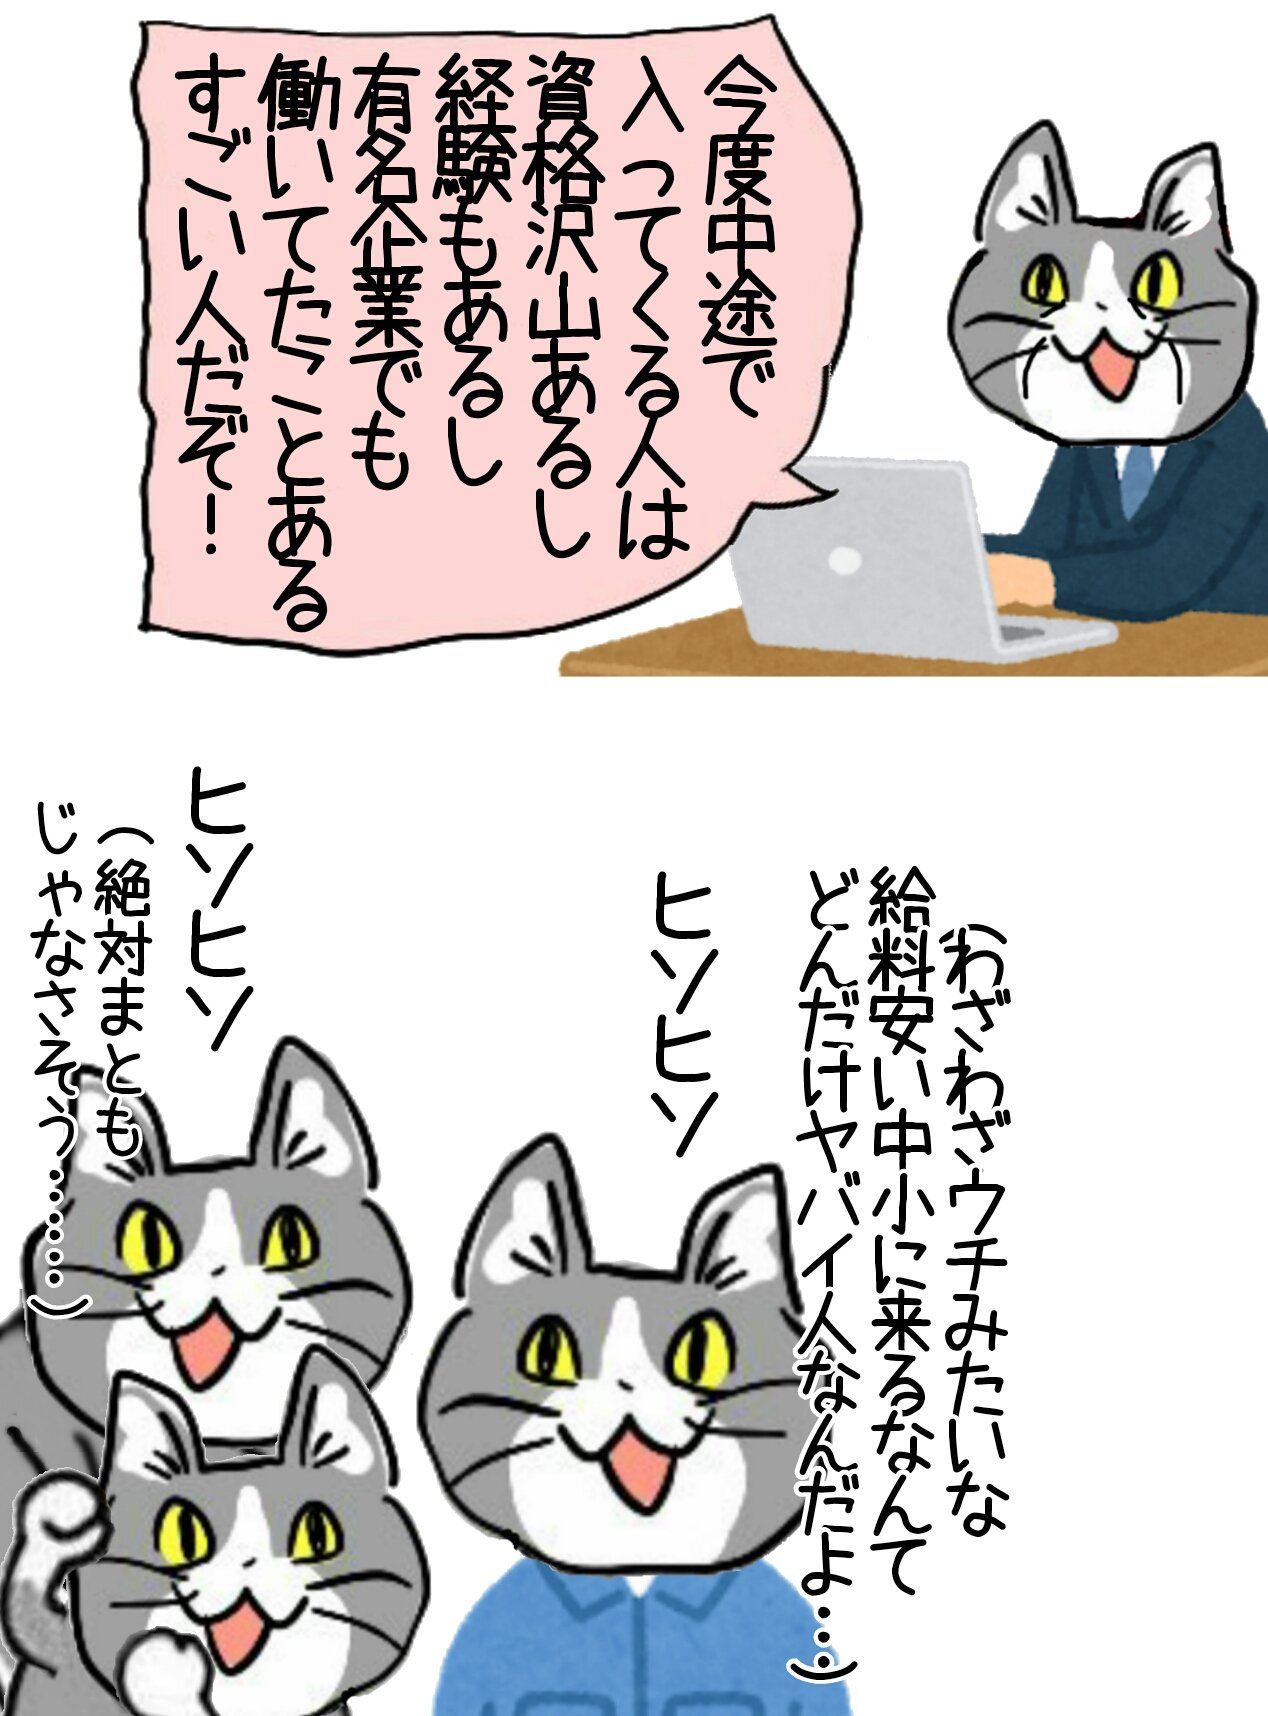 今度中途で
入ってくる人は
資格沢山あるし
経験もあるし
有名企業でも
働いてたことある
すごい人だぞ！
（わざわざウチみたいな
給料安い中小に来るなんて
どんだけヤバイ人なんだよ…）
ヒソヒソ
ヒソヒソ
（絶対まとも
じゃなさそう……）